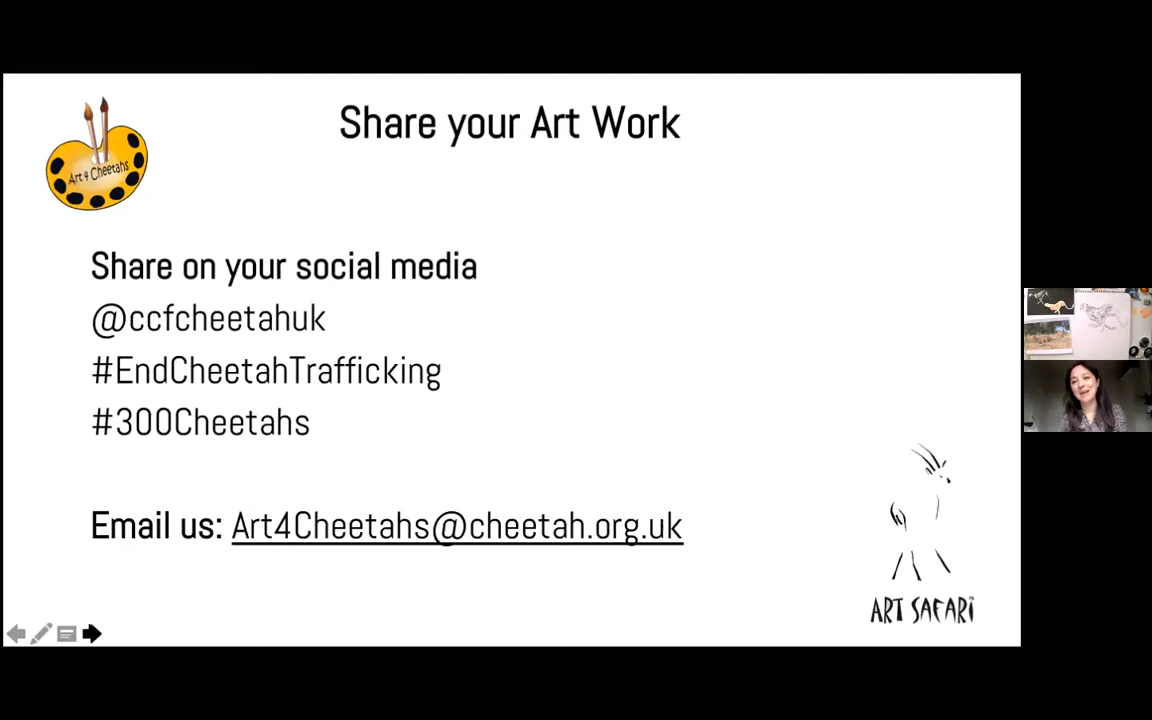 Share your Art Work
Art 4 Cheetahs
Share on your social media
@ccfcheetahuk
#EndCheetahTrafficking
#300Cheetahs
Email us: Art4Cheetahs@cheetah.org.uk
ART SAFARi